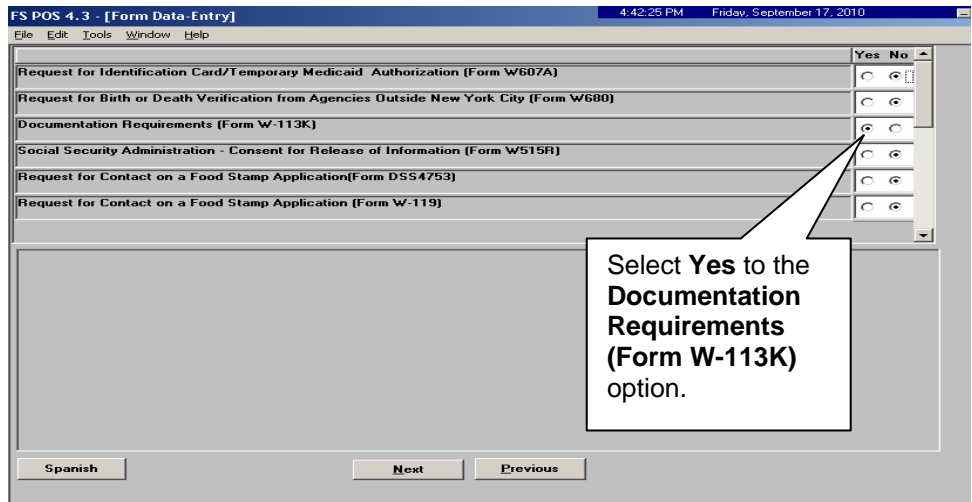 FS POS 4.3 - [Form Data-Entry]
4:42:25 PM Friday, September 17, 2010
File Edit Tools Window Help
Yes No
Request for Identification Card/Temporary Medicaid Authorization (Form W607A)
Request for Birth or Death Verification from Agencies Outside New York City (Form W680)
Documentation Requirements (Form W-113K)
Social Security Administration - Consent for Release of Information (Form W515R)
Request for Contact on a Food Stamp Application(Form DSS4753)
Request for Contact on a Food Stamp Application (Form W-119)
Select Yes to the
Documentation
Requirements
(Form W-113K)
option.
Spanish Next Previous